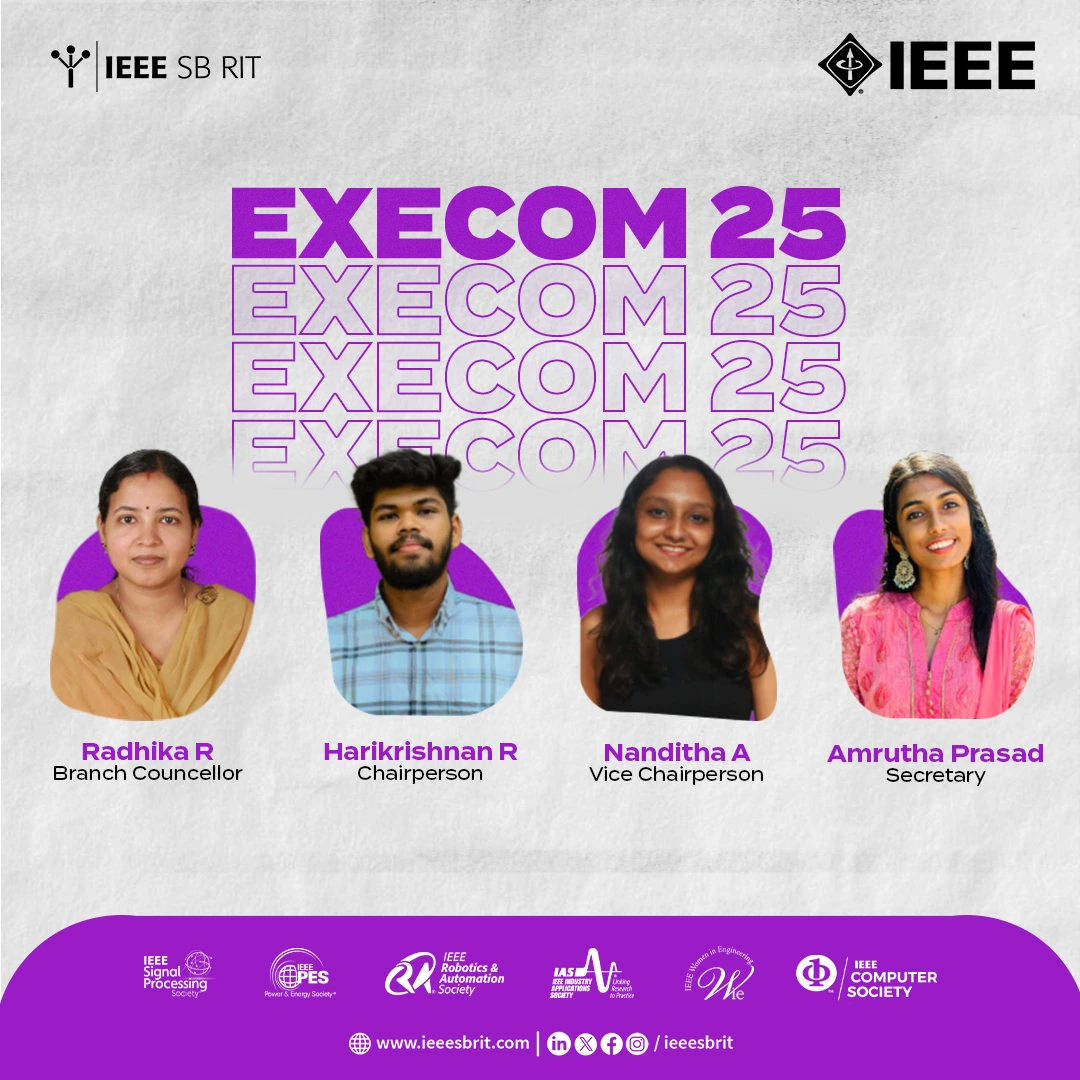 IEEE SB RIT
IEEE
EXECOM 25
EXECOM 25
EXECOM 25
EXECOM 25
Radhika R
Branch Councellor
Harikrishnan R
Chairperson
Nanditha A
Vice Chairperson
Amrutha Prasad
Secretary
IEEE
Signal
Processing
Society
IEEE
PES
Power & Energy Society®
IEEE
Robotics &
Automation
Society
IAS
IEEE INDUSTRY
APPLICATIONS
SOCIETY
Linking
Research
to Practice
IEEE Women in Engineering
WIE
IEEE
COMPUTER
SOCIETY
www.ieeesbrit.com | in X f / ieeesbrit